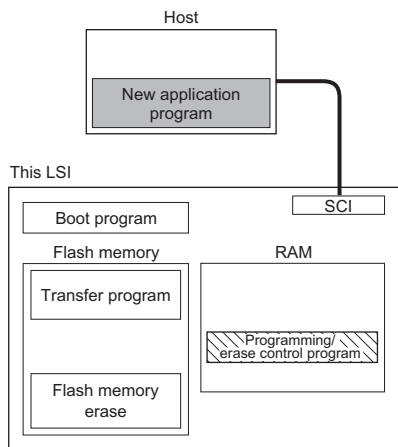 Host
New application
program
This LSI
SCI
Boot program
Flash memory
RAM
Transfer program
Programming/
erase control program
Flash memory
erase